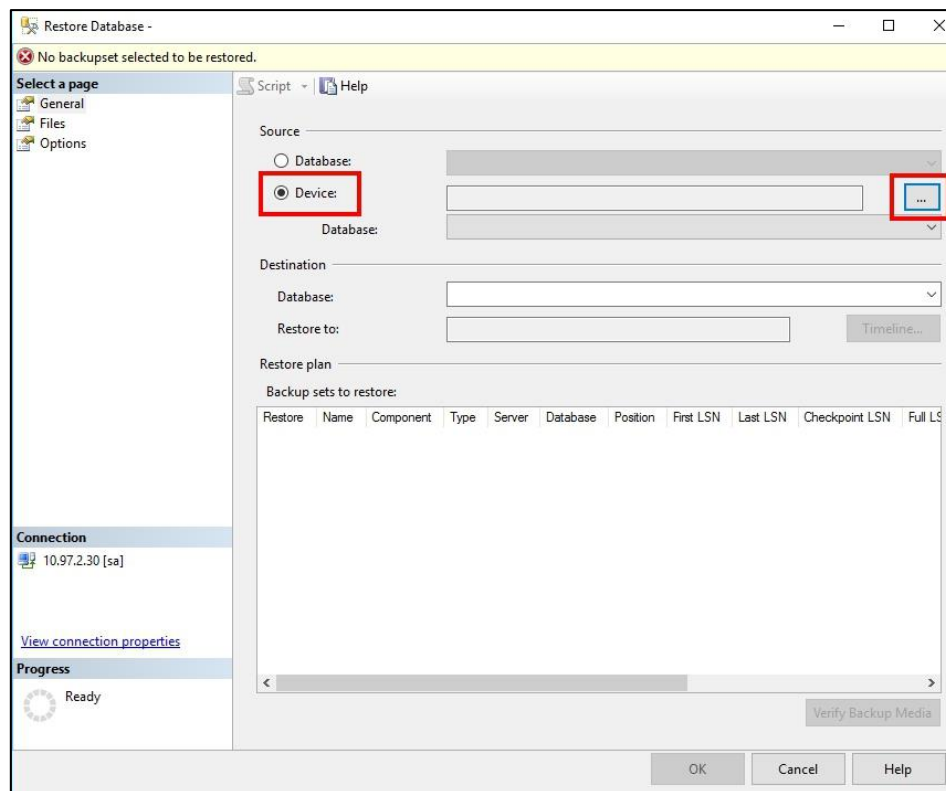 Restore Database -
No backupset selected to be restored.
Select a page
General
Files
Options
Script
Help
Source
Database:
Device:
...
Database:
Destination
Database:
Restore to:
Timeline...
Restore plan
Backup sets to restore:
Restore Name Component Type Server Database Position First LSN Last LSN Checkpoint LSN Full LS
Connection
10.97.2.30 [sa]
View connection properties
Progress
Ready
Verify Backup Media
OK Cancel Help